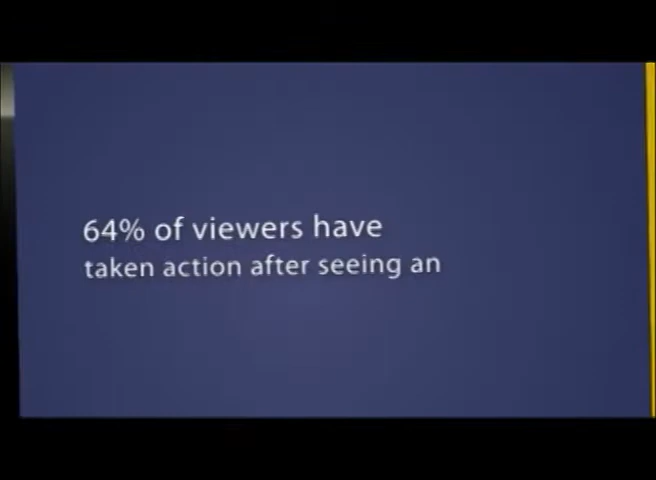 64% of viewers have
taken action after seeing an